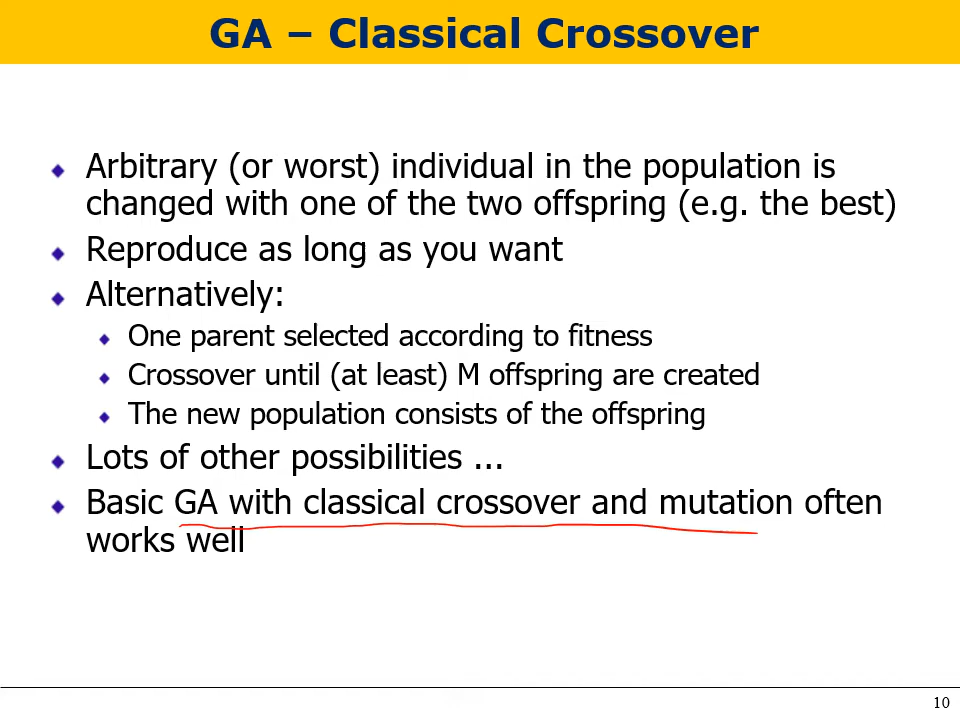 GA – Classical Crossover
Arbitrary (or worst) individual in the population is
changed with one of the two offspring (e.g. the best)
Reproduce as long as you want
Alternatively:
One parent selected according to fitness
Crossover until (at least) M offspring are created
The new population consists of the offspring
Lots of other possibilities ...
Basic GA with classical crossover and mutation often
works well
10